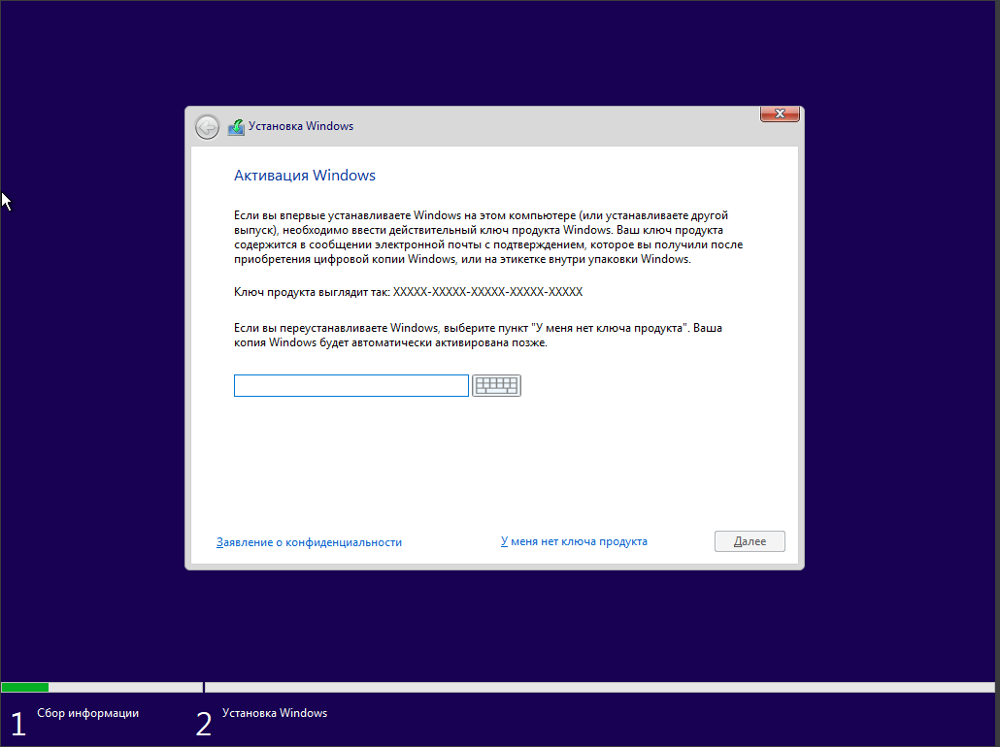 Установка Windows
Активация Windows
Если вы впервые устанавливаете Windows на этом компьютере (или устанавливаете другой
выпуск), необходимо ввести действительный ключ продукта Windows. Ваш ключ продукта
содержится в сообщении электронной почты с подтверждением, которое вы получили после
приобретения цифровой копии Windows, или на этикетке внутри упаковки Windows.
Ключ продукта выглядит так: XXXXX-XXXXX-XXXXX-XXXXX-XXXXX
Если вы переустанавливаете Windows, выберите пункт "У меня нет ключа продукта". Ваша
копия Windows будет автоматически активирована позже.
Заявление о конфиденциальности
У меня нет ключа продукта
Далее
1 Сбор информации
2 Установка Windows